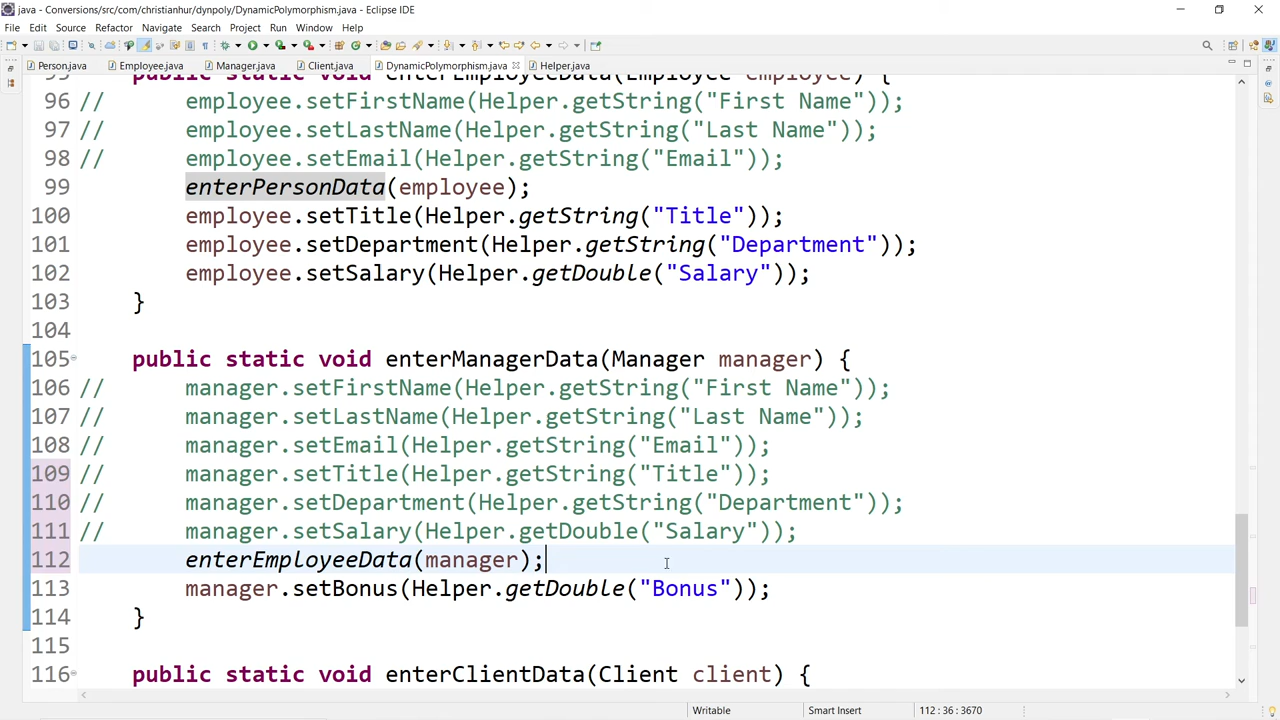 java - Conversions/src/com/christianhur/dynpoly/DynamicPolymorphism.java - Eclipse IDE
File Edit Source Refactor Navigate Search Project Run Window Help
Person.java Employee.java Manager.java Client.java DynamicPolymorphism.java Helper.java
95 public static void enterEmployeeData(Employee employee) {
96 // employee.setFirstName(Helper.getString("First Name"));
97 // employee.setLastName(Helper.getString("Last Name"));
98 // employee.setEmail(Helper.getString("Email"));
99 enterPersonData(employee);
100 employee.setTitle(Helper.getString("Title"));
101 employee.setDepartment(Helper.getString("Department"));
102 employee.setSalary(Helper.getDouble("Salary"));
103 }
104
105 public static void enterManagerData(Manager manager) {
106 // manager.setFirstName(Helper.getString("First Name"));
107 // manager.setLastName(Helper.getString("Last Name"));
108 // manager.setEmail(Helper.getString("Email"));
109 // manager.setTitle(Helper.getString("Title"));
110 // manager.setDepartment(Helper.getString("Department"));
111 // manager.setSalary(Helper.getDouble("Salary"));
112 enterEmployeeData(manager);
113 manager.setBonus(Helper.getDouble("Bonus"));
114 }
115
116 public static void enterClientData(Client client) {
Writable Smart Insert 112 : 36 : 3670